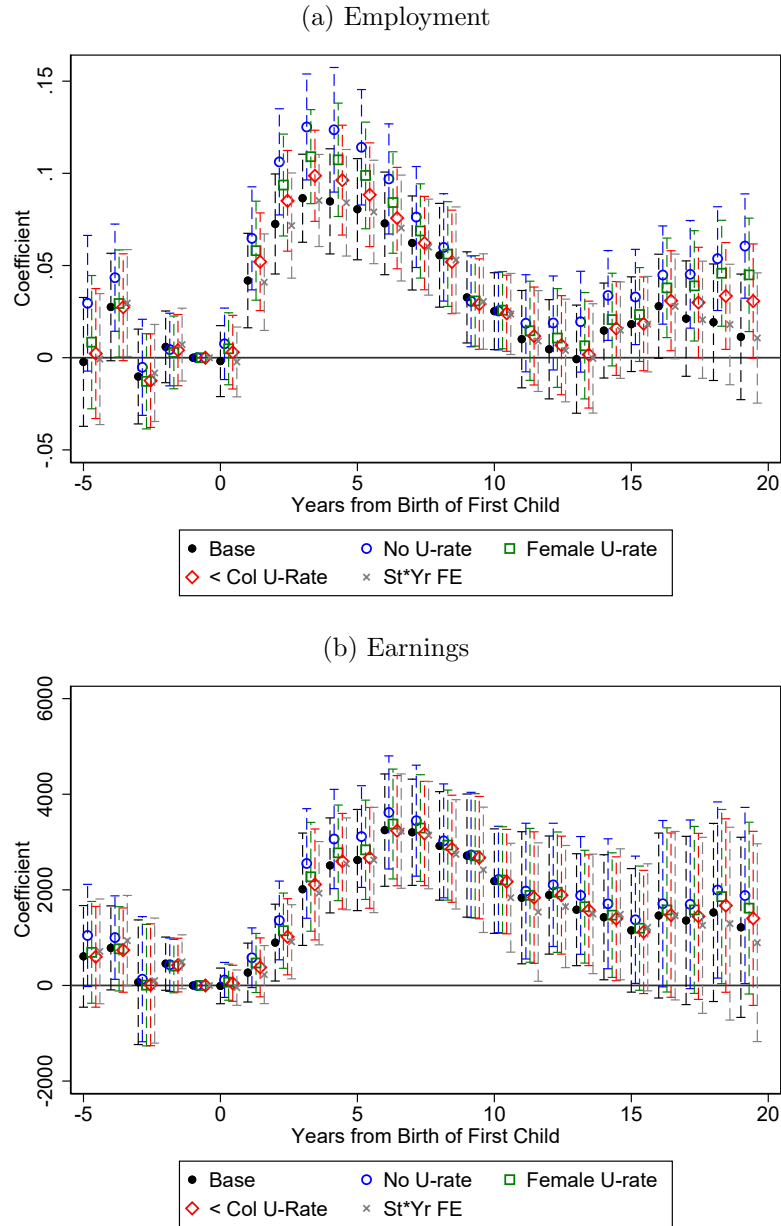 (a) Employment
.15
.1
.05
0
-.05
Coefficient
-5 0 5 10 15 20
Years from Birth of First Child
Base No U-rate Female U-rate
< Col U-Rate St*Yr FE
(b) Earnings
6000
4000
2000
0
-2000
Coefficient
-5 0 5 10 15 20
Years from Birth of First Child
Base No U-rate Female U-rate
< Col U-Rate St*Yr FE